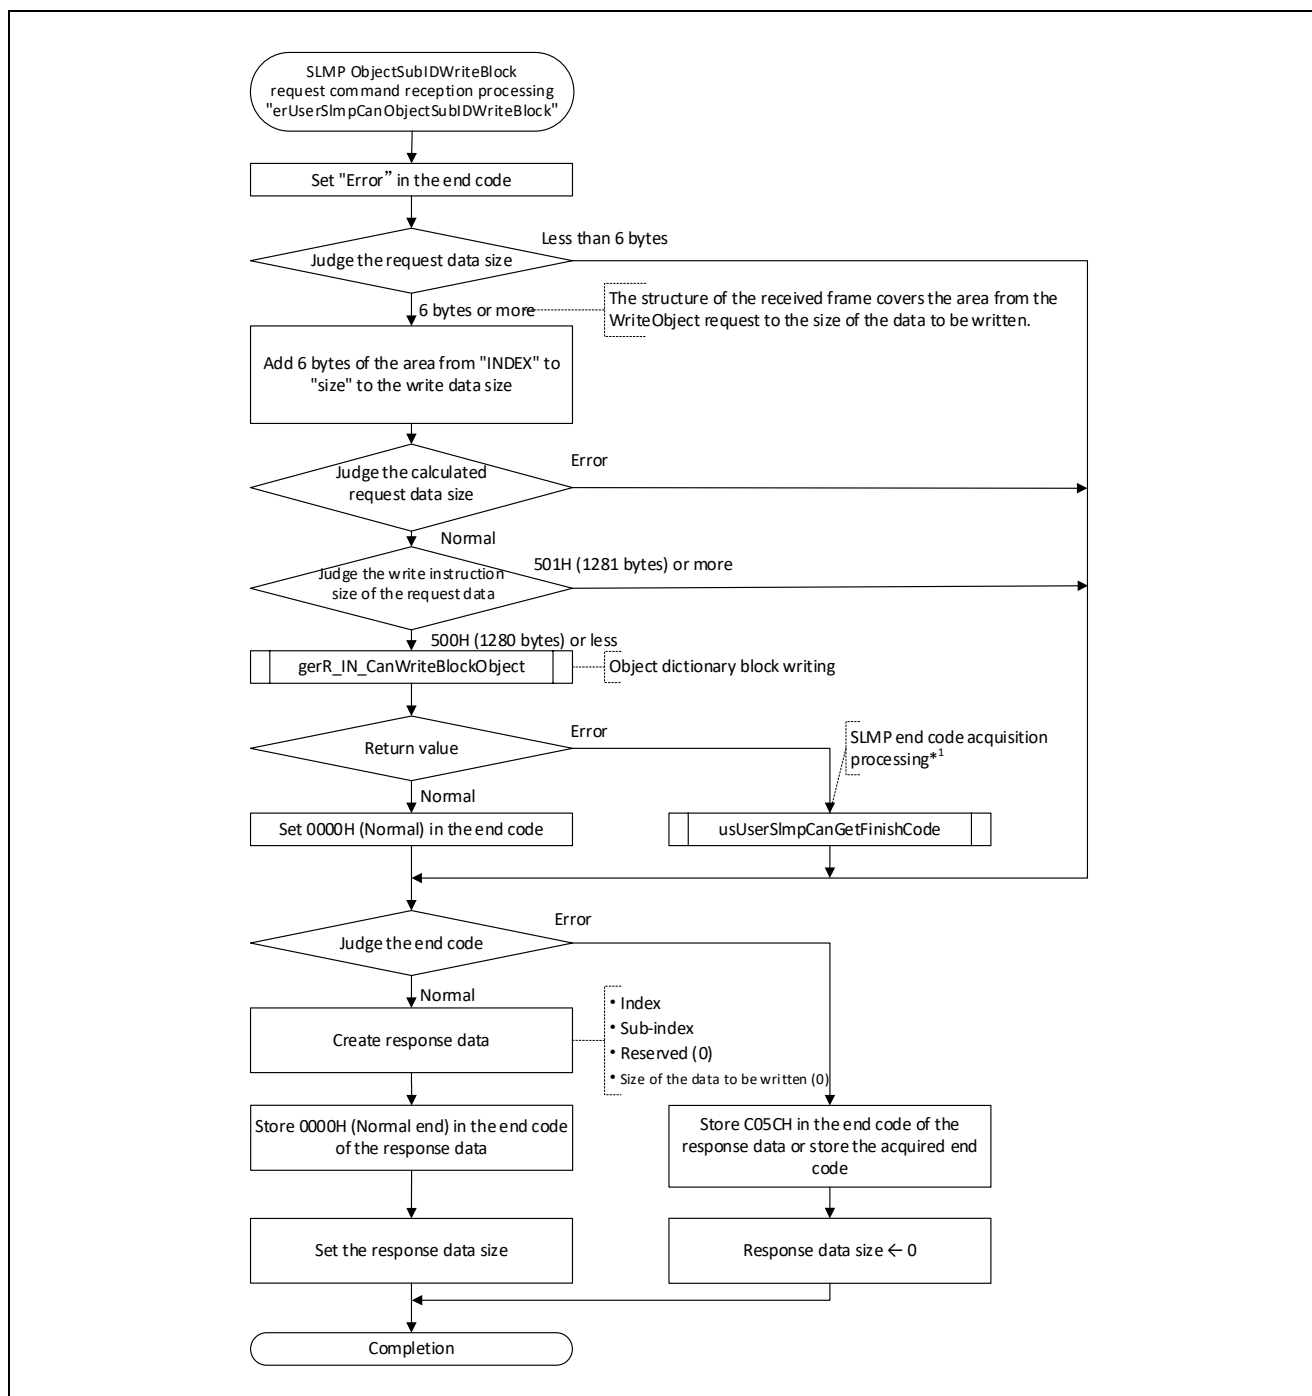 SLMP ObjectSubIDWriteBlock
request command reception processing
"erUserSlmpCanObjectSubIDWriteBlock"
Set "Error” in the end code
Less than 6 bytes
Judge the request data size
6 bytes or more
The structure of the received frame covers the area from the
WriteObject request to the size of the data to be written.
Add 6 bytes of the area from "INDEX" to
"size" to the write data size
Error
Judge the calculated
request data size
Normal
501H (1281 bytes) or more
Judge the write instruction
size of the request data
500H (1280 bytes) or less
gerR_IN_CanWriteBlockObject
Object dictionary block writing
Error
Return value
SLMP end code acquisition
processing*1
Normal
Set 0000H (Normal) in the end code
usUserSlmpCanGetFinishCode
Error
Judge the end code
Normal
Create response data
• Index
• Sub-index
• Reserved (0)
• Size of the data to be written (0)
Store 0000H (Normal end) in the end code
of the response data
Store C05CH in the end code of the
response data or store the acquired end
code
Set the response data size
Response data size ← 0
Completion